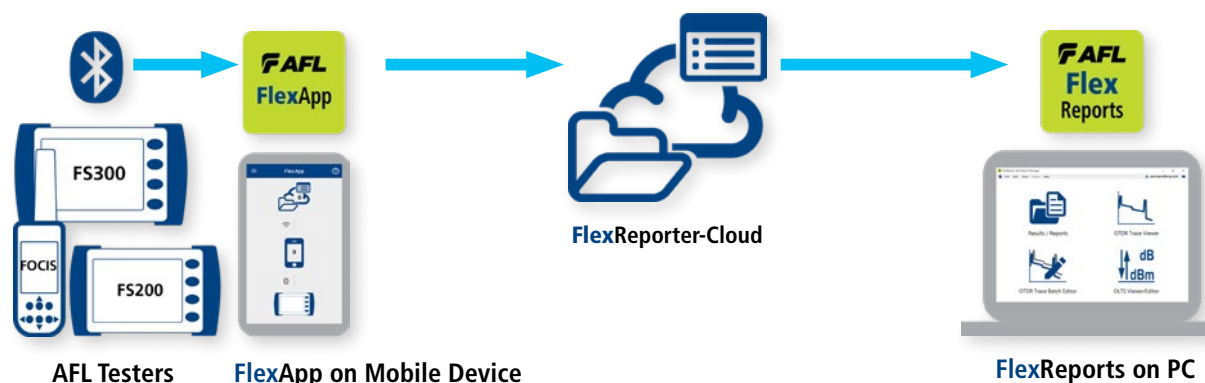 AFL
FlexApp
AFL
Flex
Reports
FS300
FOCIS
FS200
FlexApp
FlexReporter-Cloud
Results / Reports
OTDR Trace Viewer
dB
dBm
OTDR Trace Batch Editor
OLTS Viewer/Editor
AFL Testers
FlexApp on Mobile Device
FlexReports on PC